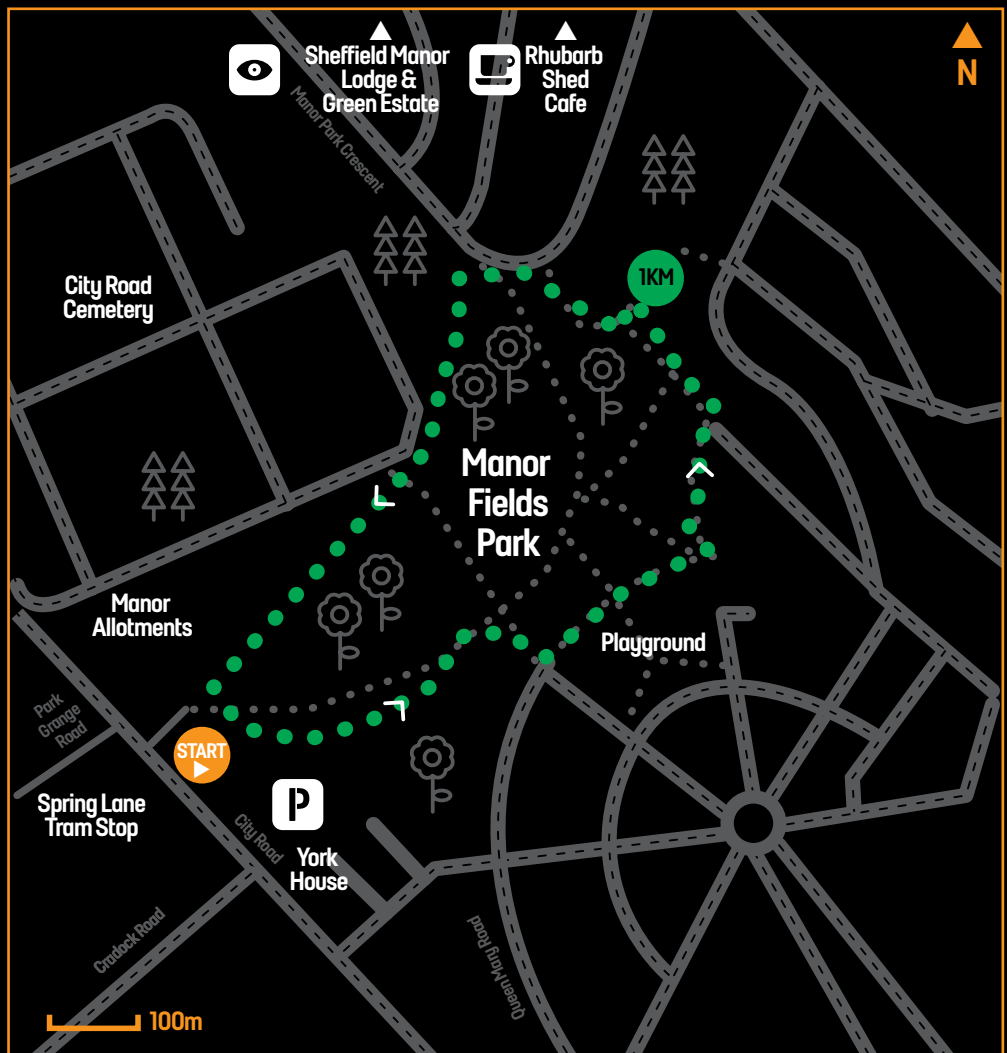 Sheffield Manor
Lodge &
Green Estate
Rhubarb
Shed
Cafe
N
Manor Park Crescent
1KM
City Road
Cemetery
Manor
Fields
Park
Manor
Allotments
Playground
Park
Grange
Road
START
Spring Lane
Tram Stop
P
City Road
York
House
Cradock Road
Queen Mary Road
100m